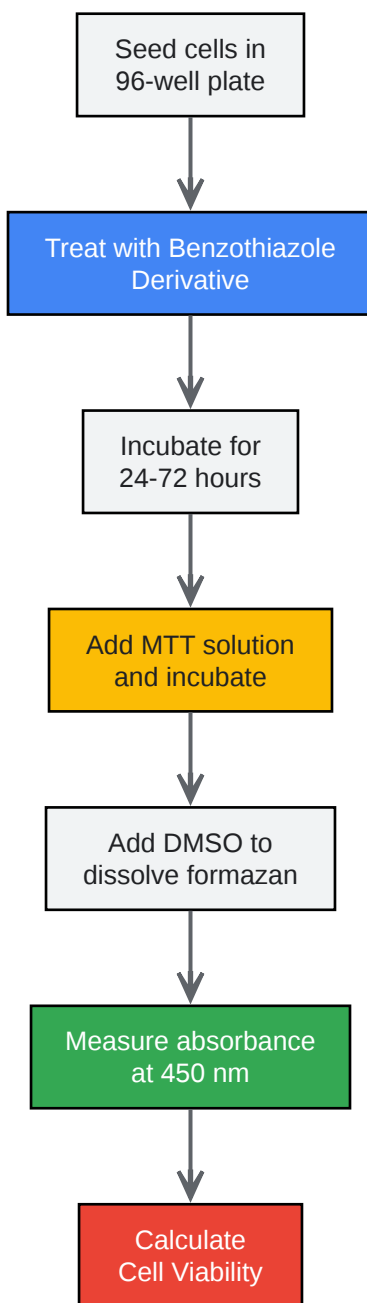 Seed cells in
96-well plate
Treat with Benzothiazole
Derivative
Incubate for
24-72 hours
Add MTT solution
and incubate
Add DMSO to
dissolve formazan
Measure absorbance
at 450 nm
Calculate
Cell Viability